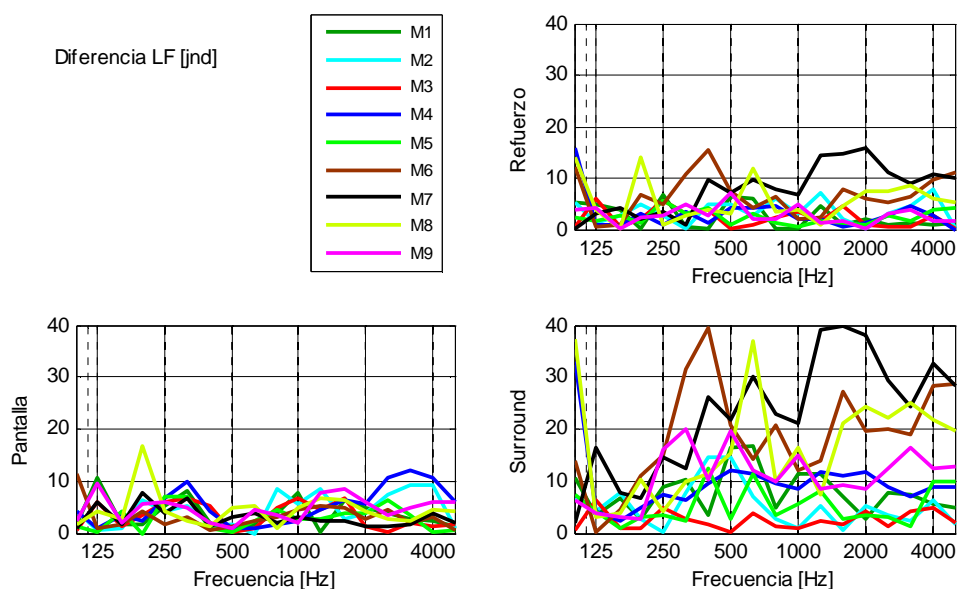 Diferencia LF [jnd]
M1
M2
M3
M4
M5
M6
M7
M8
M9
40
30
20
10
0
Refuerzo
125 250 500 1000 2000 4000
Frecuencia [Hz]
40
30
20
10
0
Pantalla
125 250 500 1000 2000 4000
Frecuencia [Hz]
40
30
20
10
0
Surround
125 250 500 1000 2000 4000
Frecuencia [Hz]